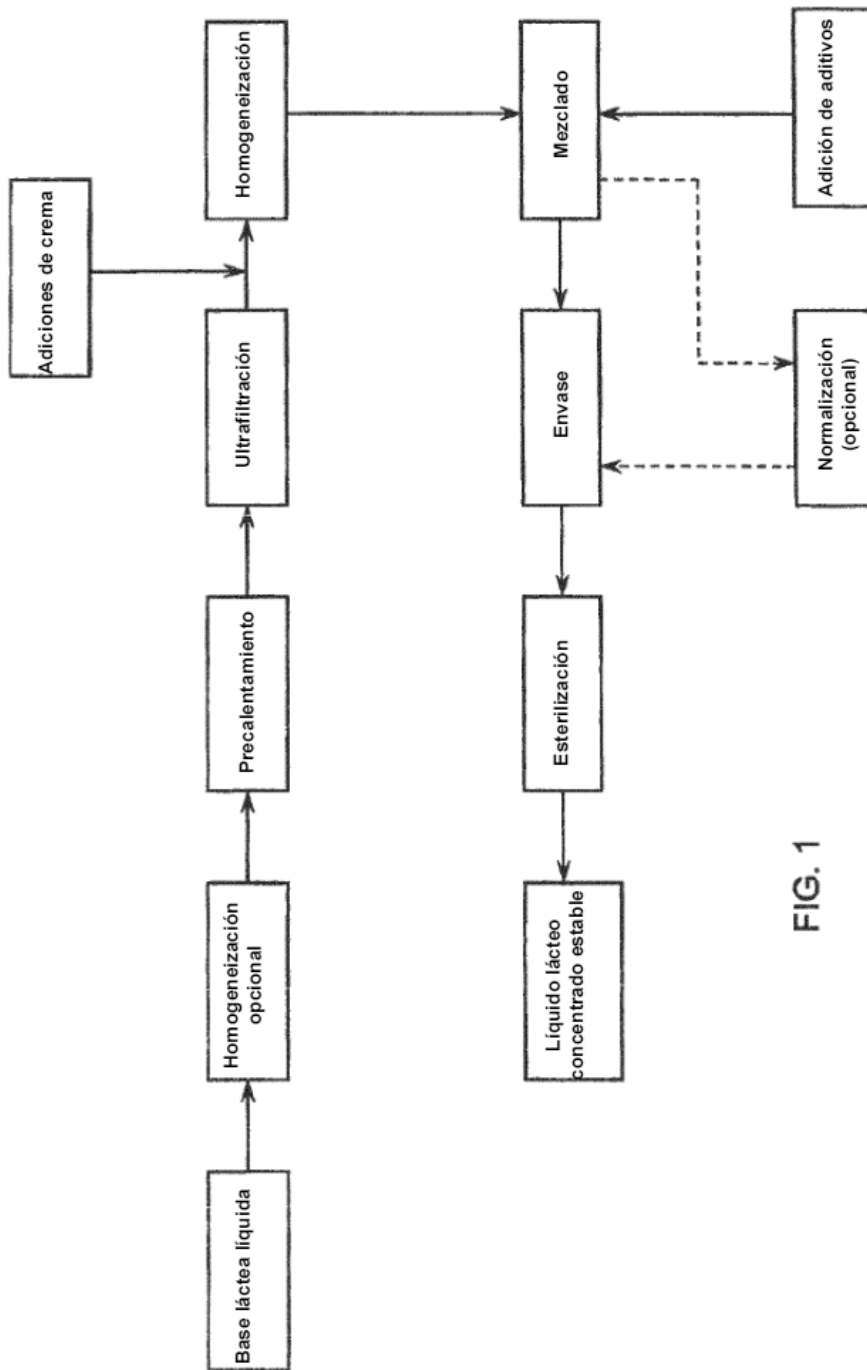 Base láctea líquida
Homogeneización
opcional
Precalentamiento
Ultrafiltración
Adiciones de crema
Homogeneización
Mezclado
Adición de aditivos
Envase
Normalización
(opcional)
Esterilización
Líquido lácteo
concentrado estable
FIG. 1